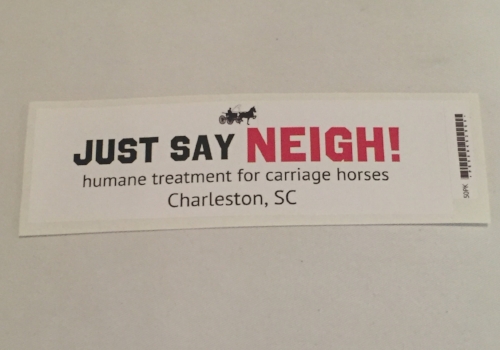 JUST SAY NEIGH!
humane treatment for carriage horses
Charleston, SC